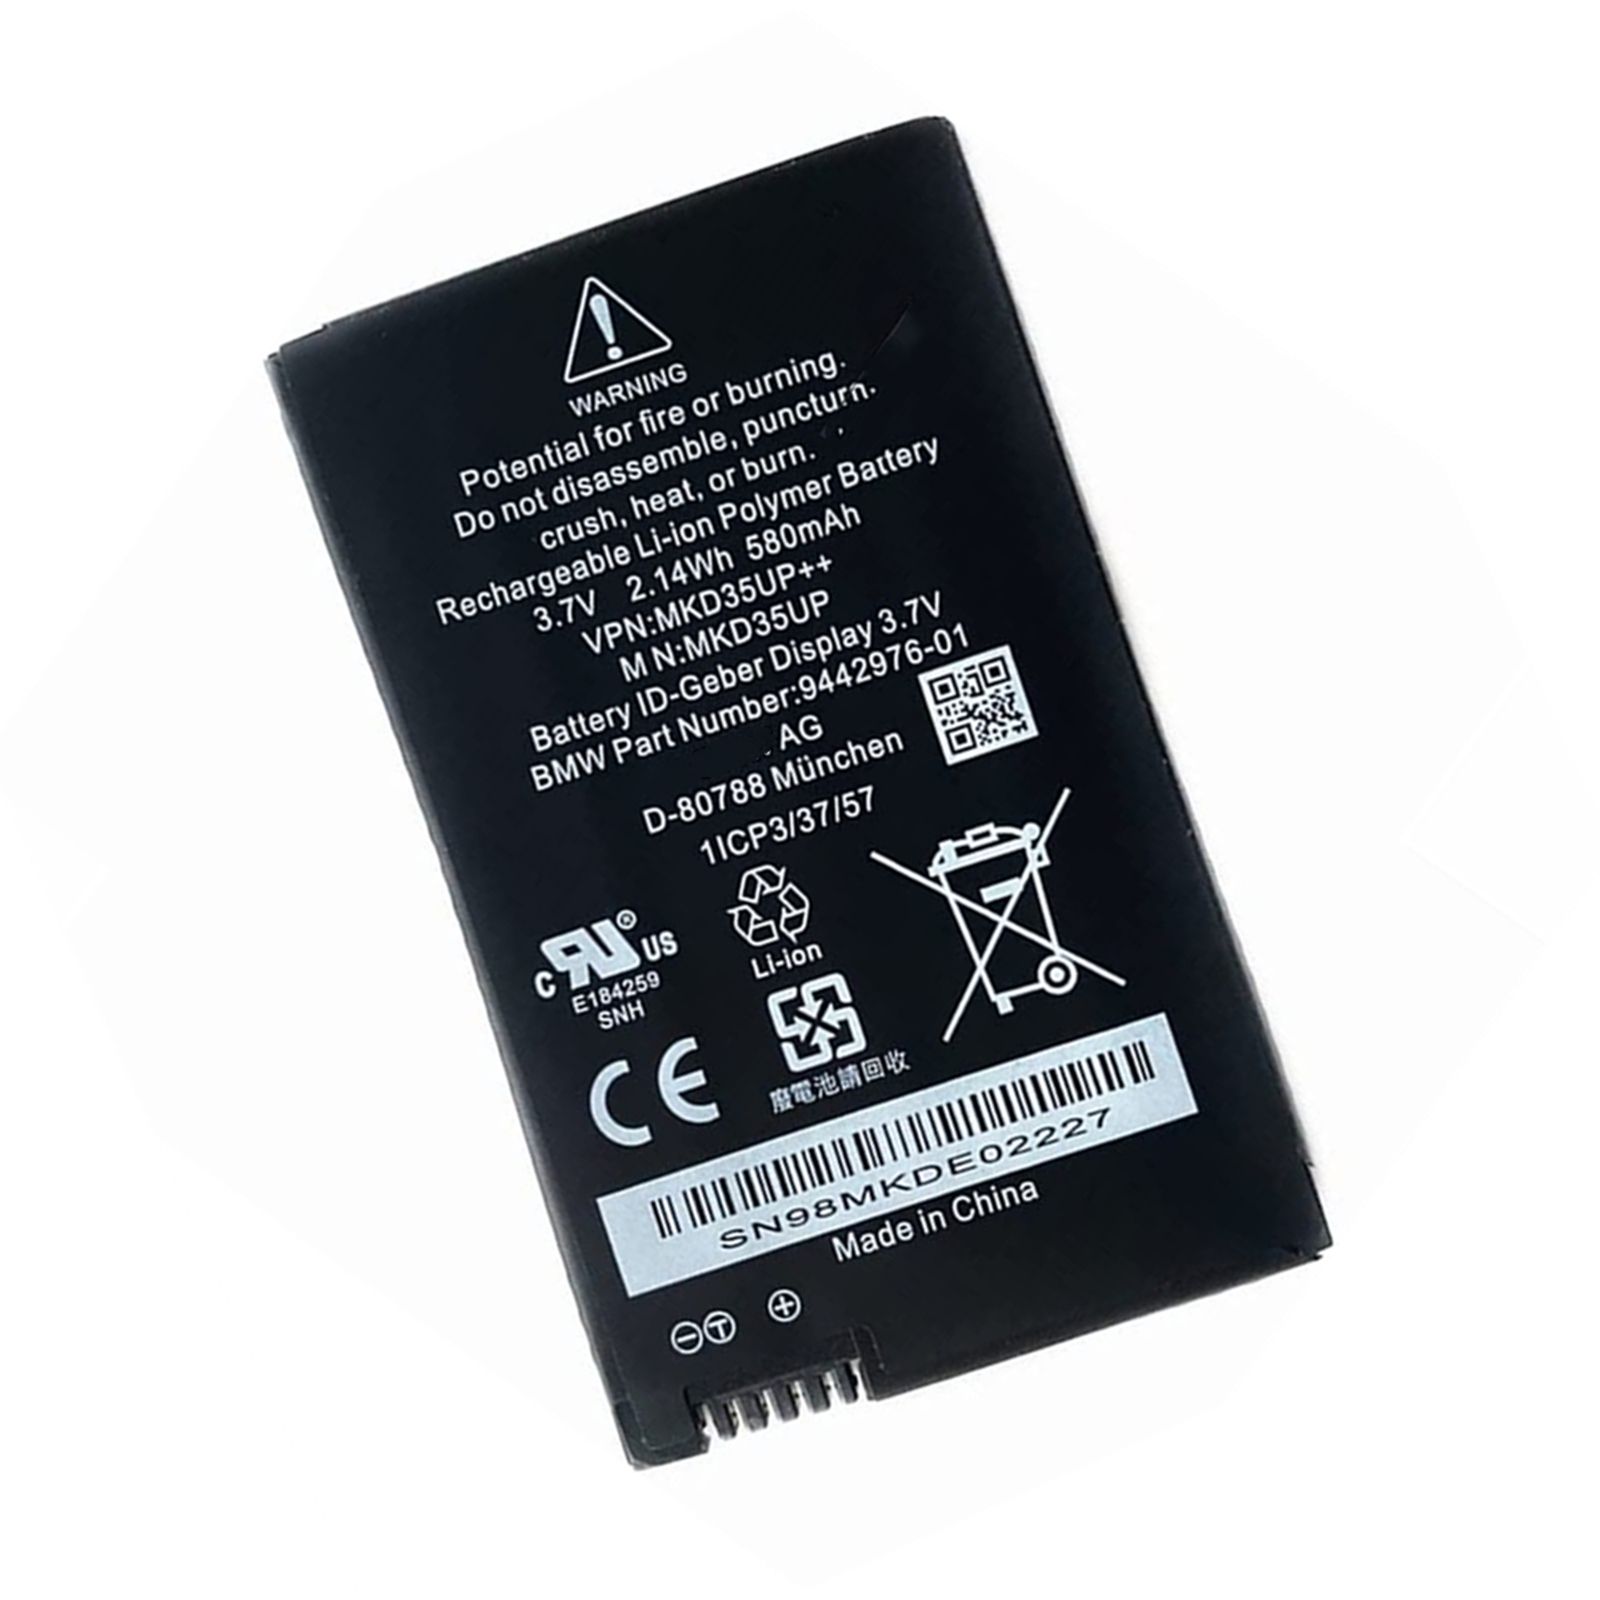 WARNING
Potential for fire or burning.
Do not disassemble, puncturn.
crush, heat, or burn.
Rechargeable Li-ion Polymer Battery
3.7V 2.14Wh 580mAh
VPN:MKD35UP++
M N:MKD35UP
Battery ID-Geber Display 3.7V
BMW Part Number:9442976-01
AG
D-80788 München
1ICP3/37/57
C RU® US
E184259
SNH
Li-ion
CE
廢電池請回收
SN98MKDE02227
Made in China
⊖Ⓣ ⊕